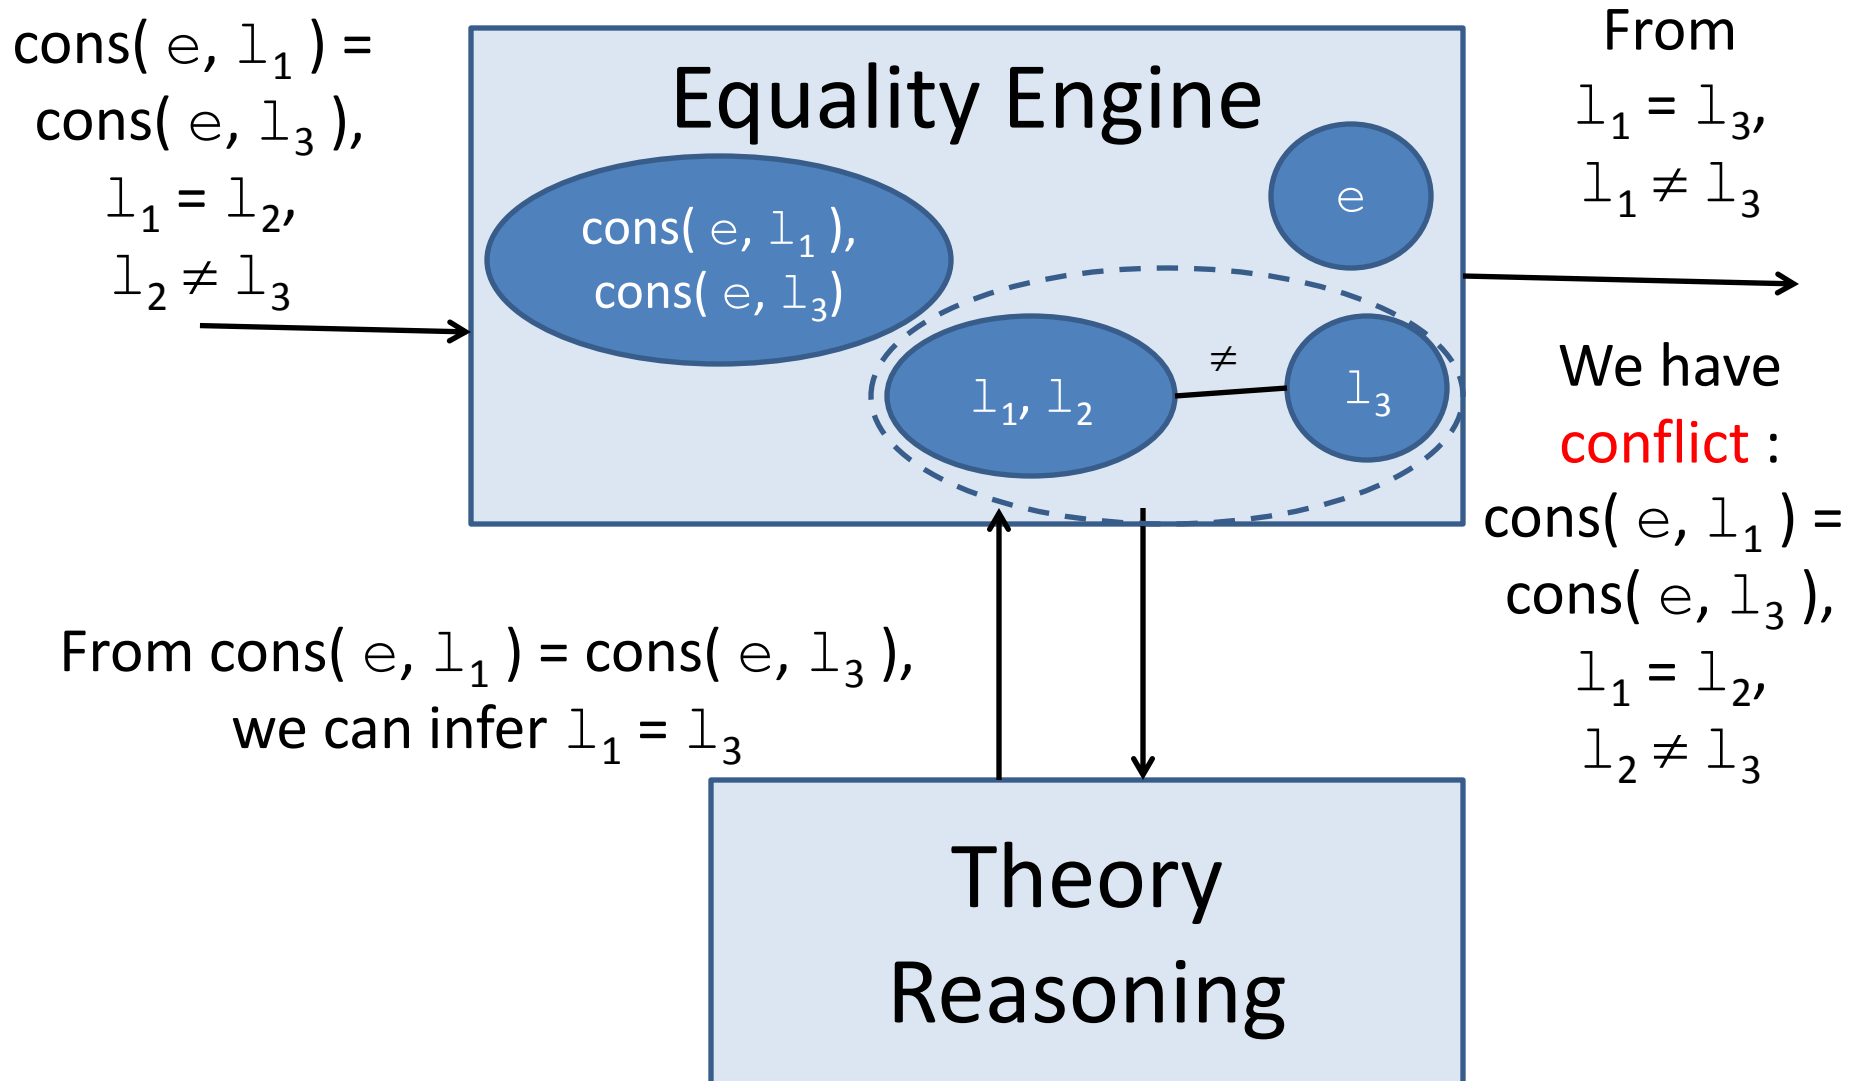 cons( e, l₁ ) =
cons( e, l₃ ),
l₁ = l₂,
l₂ ≠ l₃
Equality Engine
cons( e, l₁ ),
cons( e, l₃)
e
l₁, l₂
≠
l₃
From
l₁ = l₃,
l₁ ≠ l₃
We have
conflict :
cons( e, l₁ ) =
cons( e, l₃ ),
l₁ = l₂,
l₂ ≠ l₃
From cons( e, l₁ ) = cons( e, l₃ ),
we can infer l₁ = l₃
Theory
Reasoning